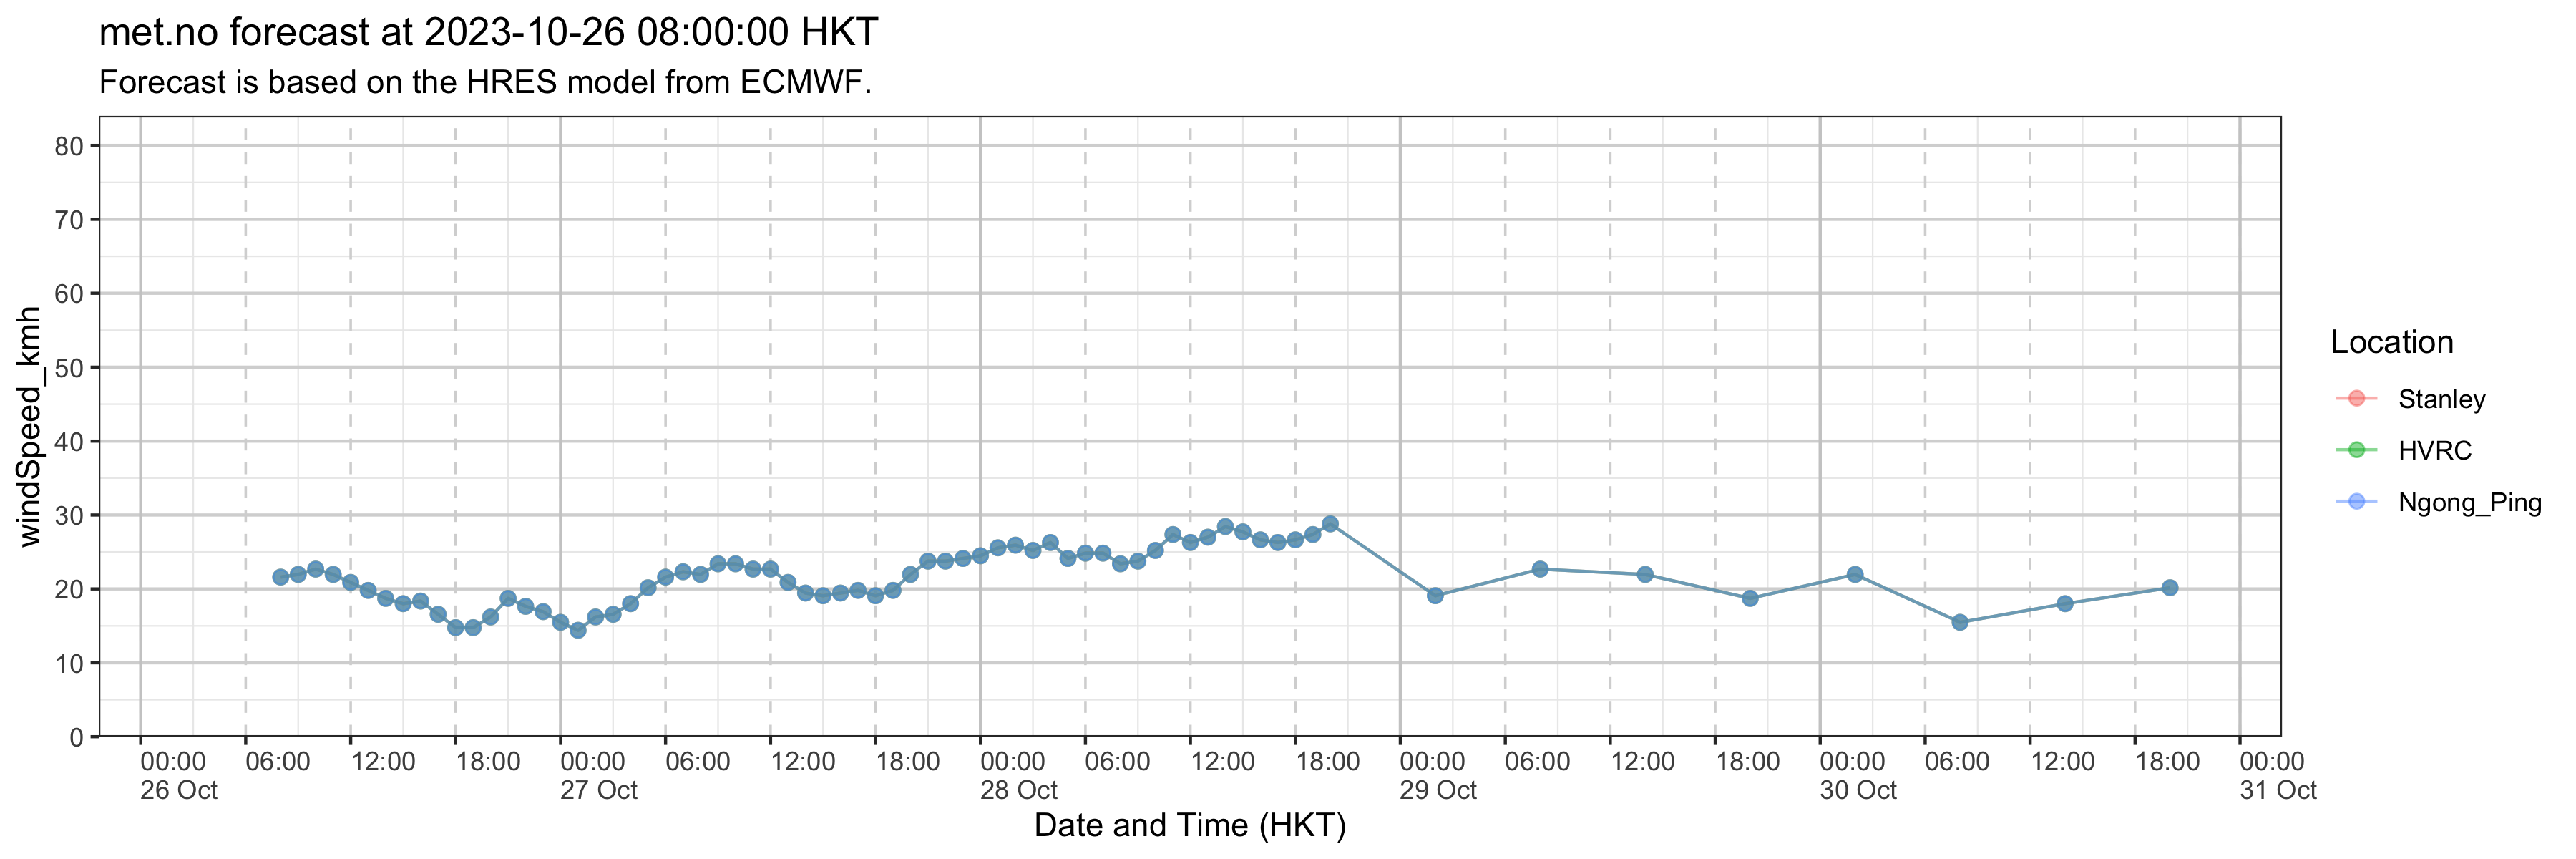 met.no forecast at 2023-10-26 08:00:00 HKT
Forecast is based on the HRES model from ECMWF.
windSpeed_kmh
80
70
60
50
40
30
20
10
0
00:00 06:00 12:00 18:00 00:00 06:00 12:00 18:00 00:00 06:00 12:00 18:00 00:00 06:00 12:00 18:00 00:00 06:00 12:00 18:00 00:00
26 Oct 27 Oct 28 Oct 29 Oct 30 Oct 31 Oct
Date and Time (HKT)
Location
Stanley
HVRC
Ngong_Ping